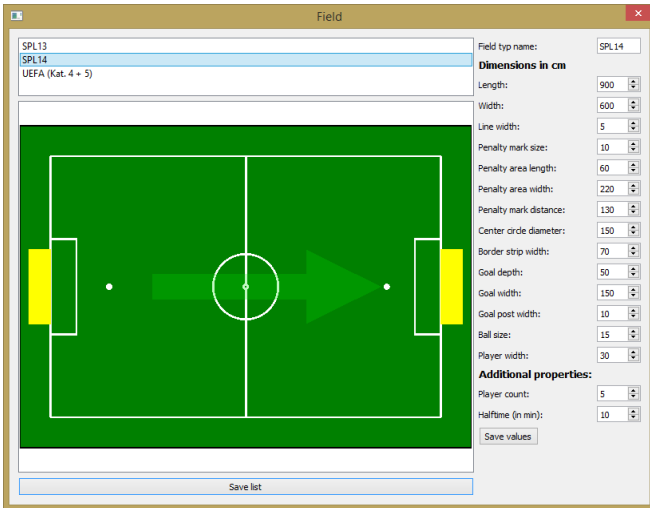 Field
SPL13
SPL14
UEFA (Kat. 4 + 5)
Field typ name: SPL14
Dimensions in cm
Length: 900
Width: 600
Line width: 5
Penalty mark size: 10
Penalty area length: 60
Penalty area width: 220
Penalty mark distance: 130
Center circle diameter: 150
Border strip width: 70
Goal depth: 50
Goal width: 150
Goal post width: 10
Ball size: 15
Player width: 30
Additional properties:
Player count: 5
Halftime (in min): 10
Save values
Save list